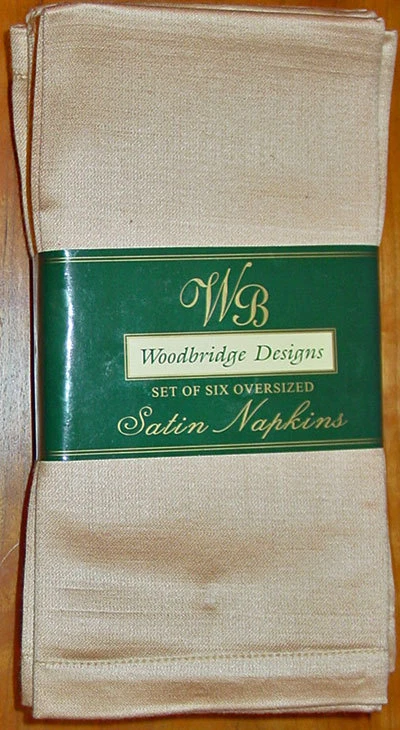 WB
Woodbridge Designs
SET OF SIX OVERSIZED
Satin Napkins